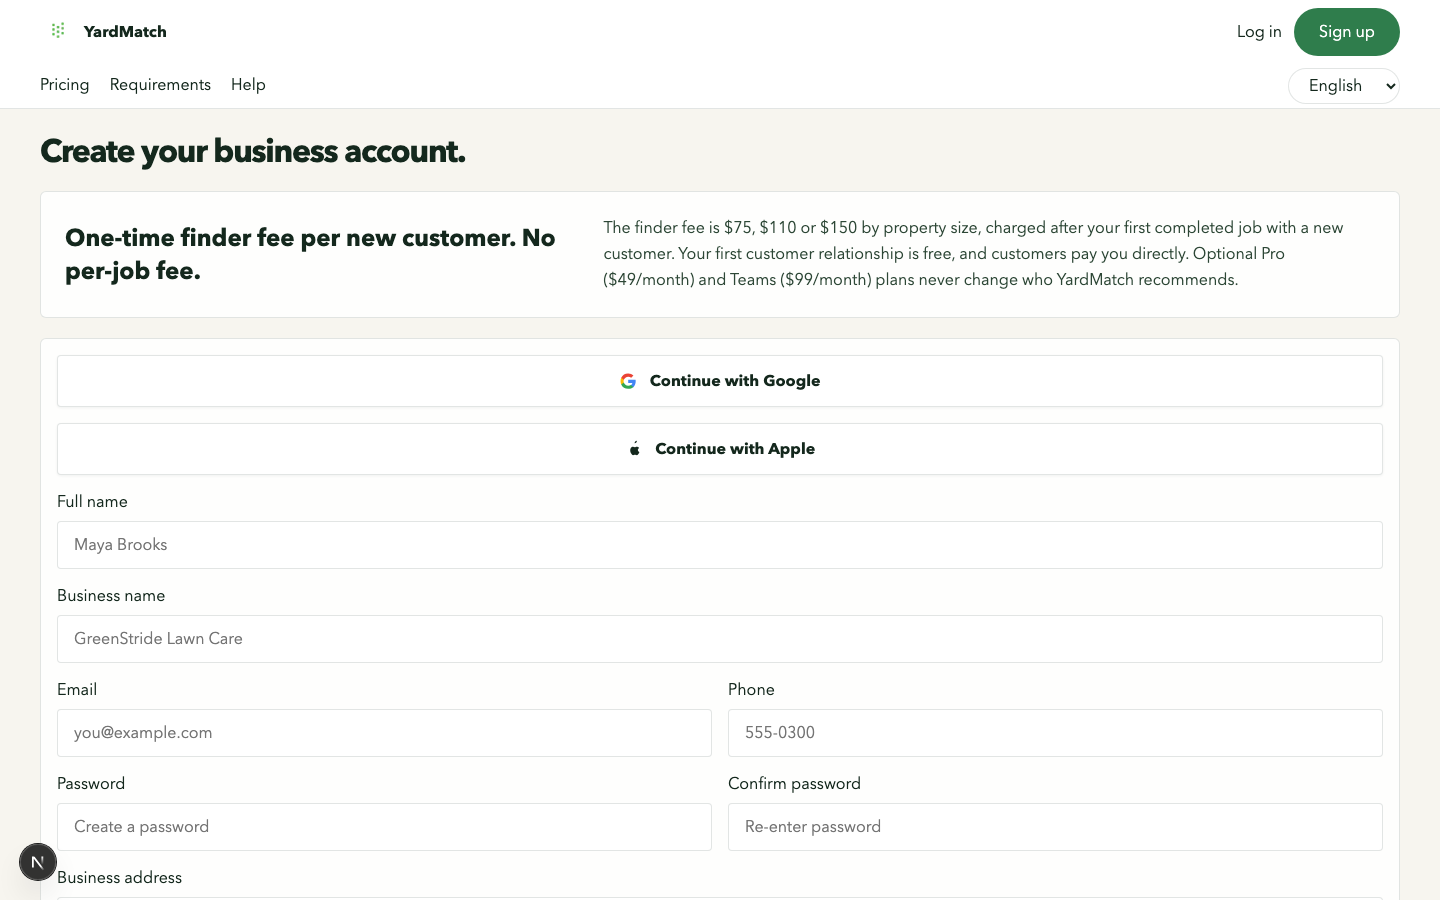 YardMatch
Log in
Sign up
Pricing
Requirements
Help
English
Create your business account.
One-time finder fee per new customer. No
per-job fee.
The finder fee is $75, $110 or $150 by property size, charged after your first completed job with a new
customer. Your first customer relationship is free, and customers pay you directly. Optional Pro
($49/month) and Teams ($99/month) plans never change who YardMatch recommends.
Continue with Google
Continue with Apple
Full name
Maya Brooks
Business name
GreenStride Lawn Care
Email
Phone
you@example.com
555-0300
Password
Confirm password
Create a password
Re-enter password
N
Business address